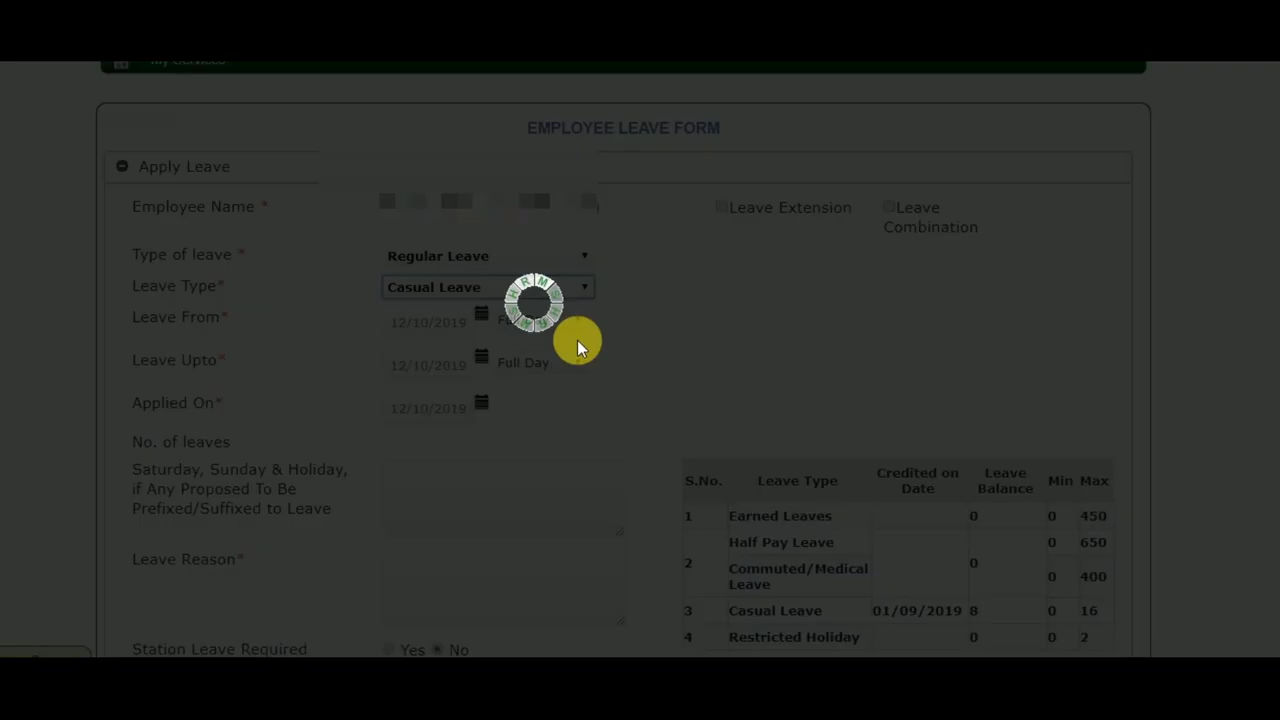 My Services
EMPLOYEE LEAVE FORM
Apply Leave
Employee Name *
Leave Extension
Leave Combination
Type of leave *
Regular Leave
Leave Type*
Casual Leave
HRMS
Leave From*
12/10/2019
Leave Upto*
12/10/2019
Full Day
Applied On*
12/10/2019
No. of leaves
Saturday, Sunday & Holiday,
if Any Proposed To Be
Prefixed/Suffixed to Leave
Leave Reason*
Station Leave Required
Yes No
S.No. Leave Type Credited on Date Leave Balance Min Max
1 Earned Leaves 0 0 450
Half Pay Leave 0 650
2 0
Commuted/Medical Leave 0 400
3 Casual Leave 01/09/2019 8 0 16
4 Restricted Holiday 0 0 2